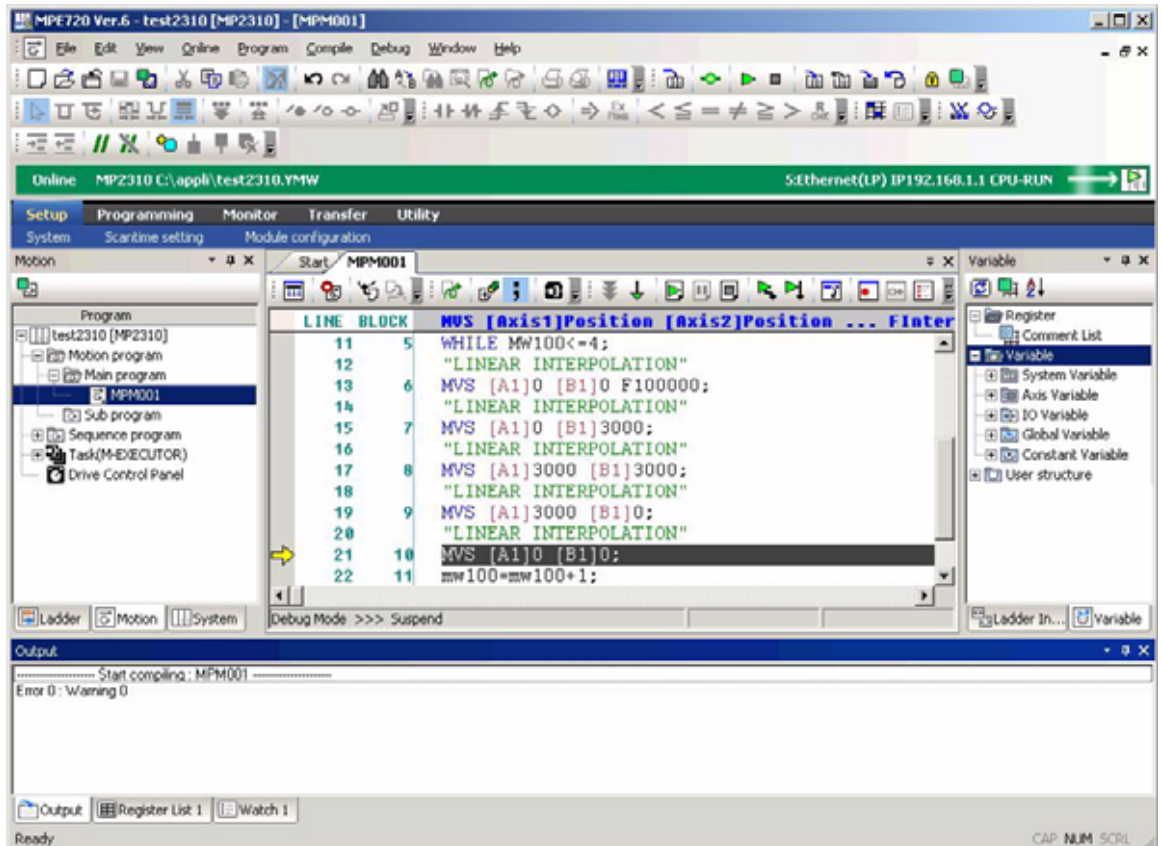 MPE720 Ver.6 - test2310 [MP2310] - [MPM001]
File Edit View Online Program Compile Debug Window Help
Online MP2310 C:\appli\test2310.YMW 5:Ethernet(LP) IP192.168.1.1 CPU-RUN
Setup Programming Monitor Transfer Utility
System Scantime setting Module configuration
Motion
Program
test2310 [MP2310]
Motion program
Main program
MPM001
Sub program
Sequence program
Task(M-EXECUTOR)
Drive Control Panel
Ladder Motion System
Start MPM001
LINE BLOCK MVS [Axis1]Position [Axis2]Position ... FInter
11 5 WHILE MW100<=4;
12 "LINEAR INTERPOLATION"
13 6 MVS [A1]0 [B1]0 F100000;
14 "LINEAR INTERPOLATION"
15 7 MVS [A1]0 [B1]3000;
16 "LINEAR INTERPOLATION"
17 8 MVS [A1]3000 [B1]3000;
18 "LINEAR INTERPOLATION"
19 9 MVS [A1]3000 [B1]0;
20 "LINEAR INTERPOLATION"
21 10 MVS [A1]0 [B1]0;
22 11 mw100=mw100+1;
Debug Mode >>> Suspend
Variable
Register
Comment List
Variable
System Variable
Axis Variable
IO Variable
Global Variable
Constant Variable
User structure
Ladder In... Variable
Output
------------------- Start compiling : MPM001 -------------------
Error 0 : Warning 0
Output Register List 1 Watch 1
Ready CAP NUM SCRL